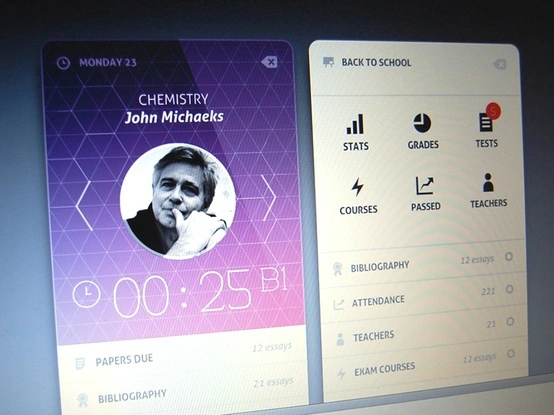 MONDAY 23
CHEMISTRY
John Michaeks
00:25 B1
PAPERS DUE 12 essays
BIBLIOGRAPHY 21 essays
BACK TO SCHOOL
STATS GRADES 5 TESTS
COURSES PASSED TEACHERS
BIBLIOGRAPHY 12 essays
ATTENDANCE 221
TEACHERS 21
EXAM COURSES 12 essays